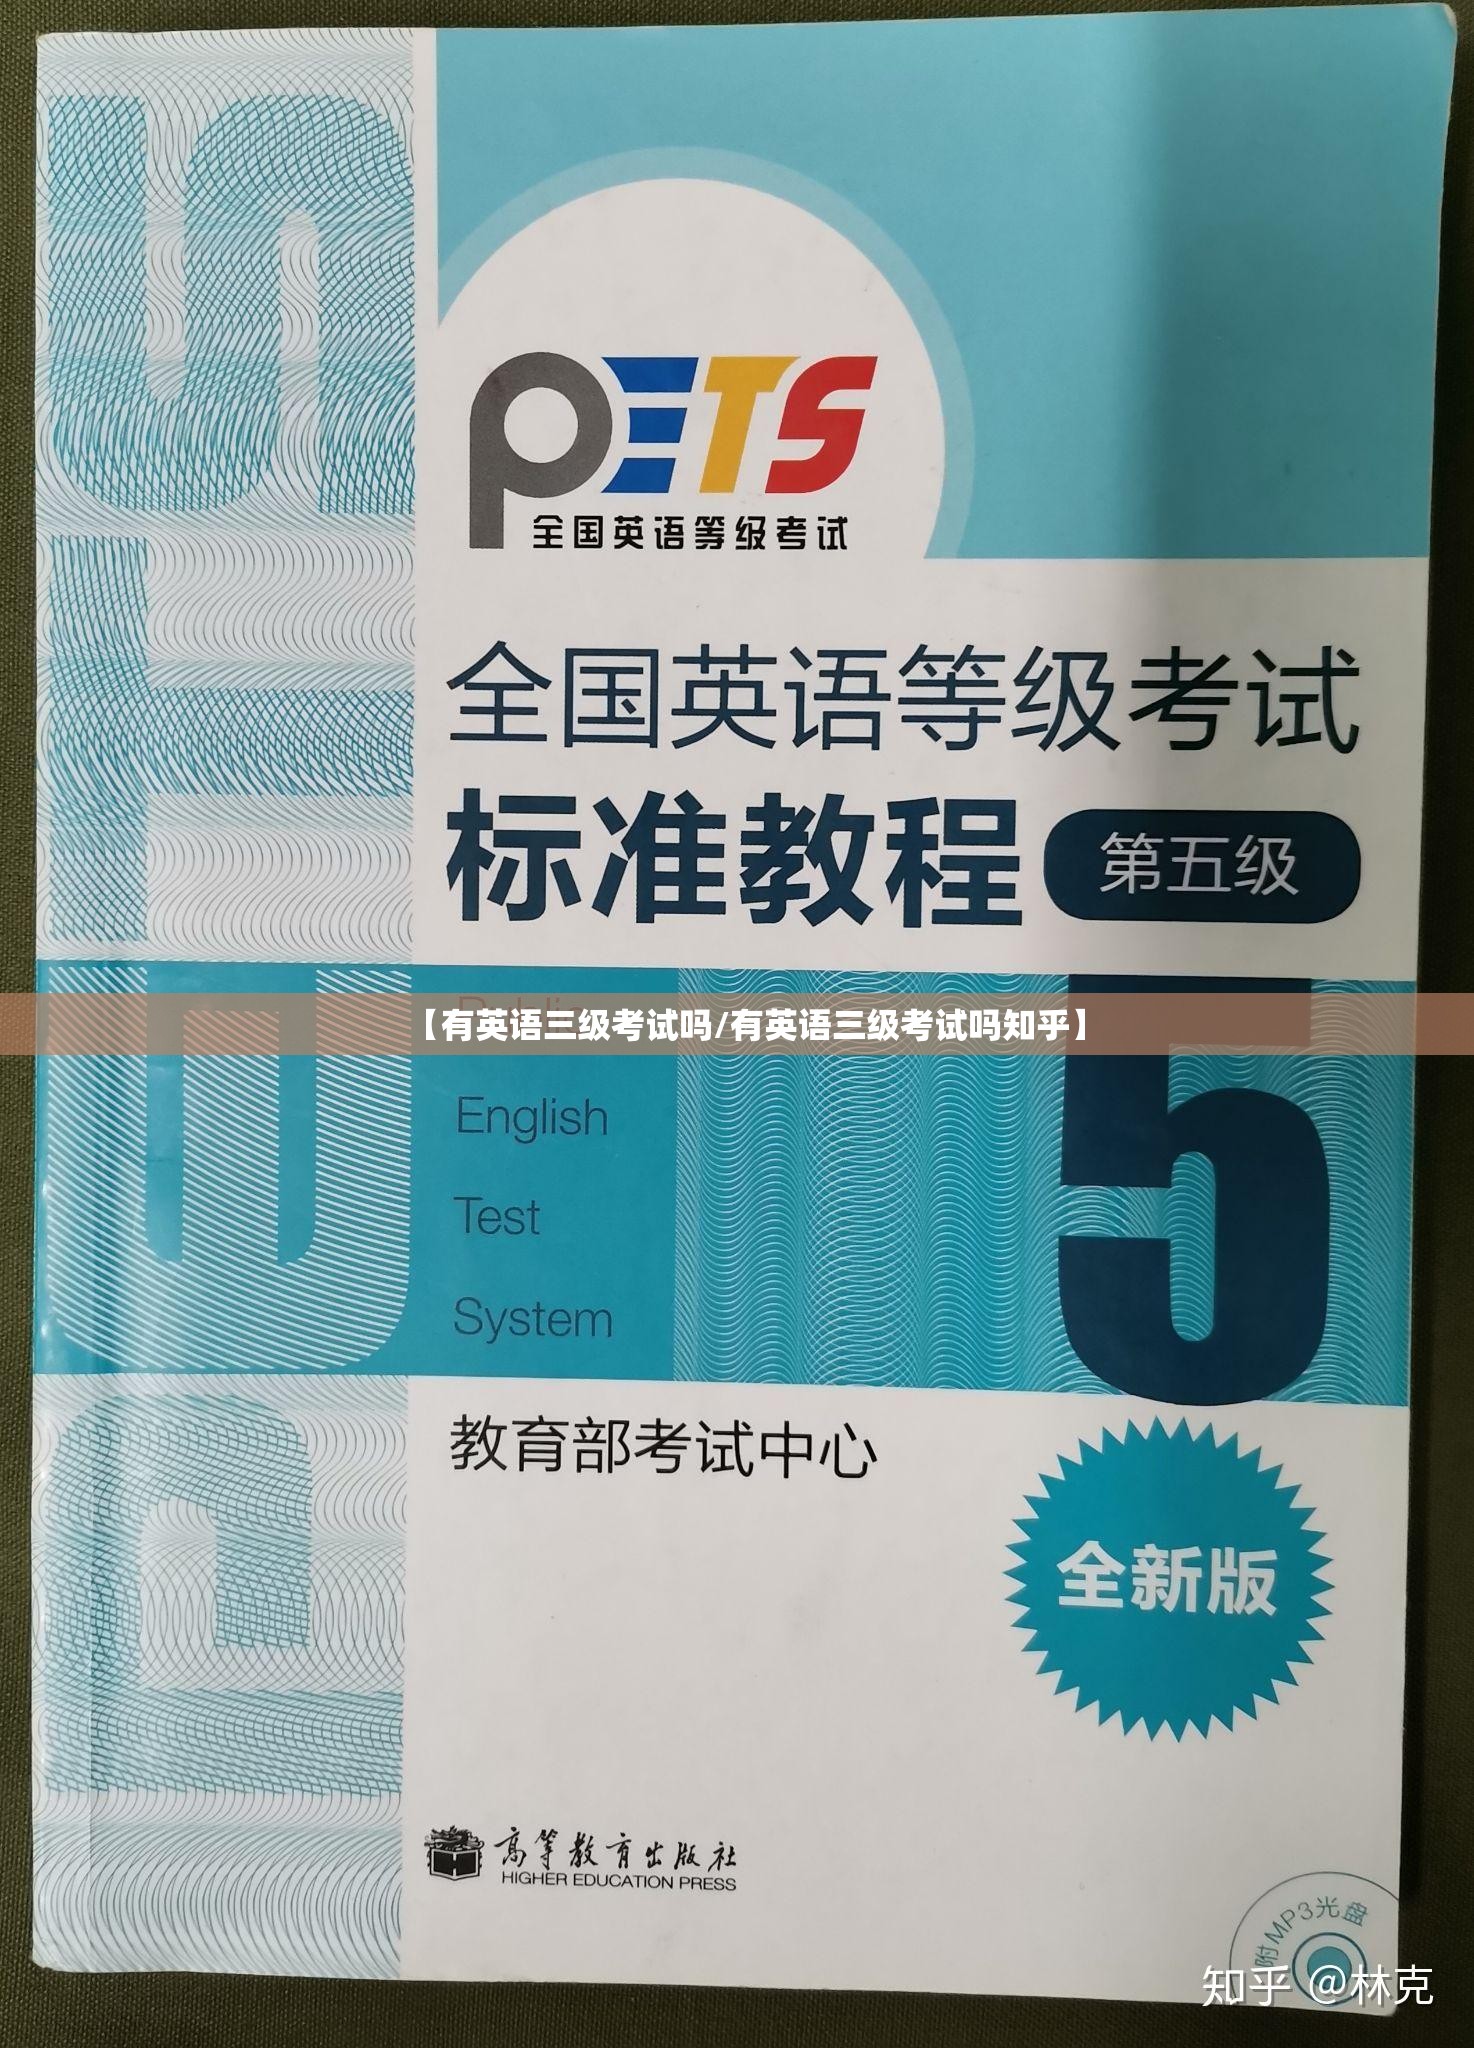 PETS
全国英语等级考试
全国英语等级考试
标准教程 第五级
Public
【有英语三级考试吗/有英语三级考试吗知乎】
English
Test
System
5
教育部考试中心
全新版
高等教育出版社
HIGHER EDUCATION PRESS
附MP3光盘
知乎 @林克